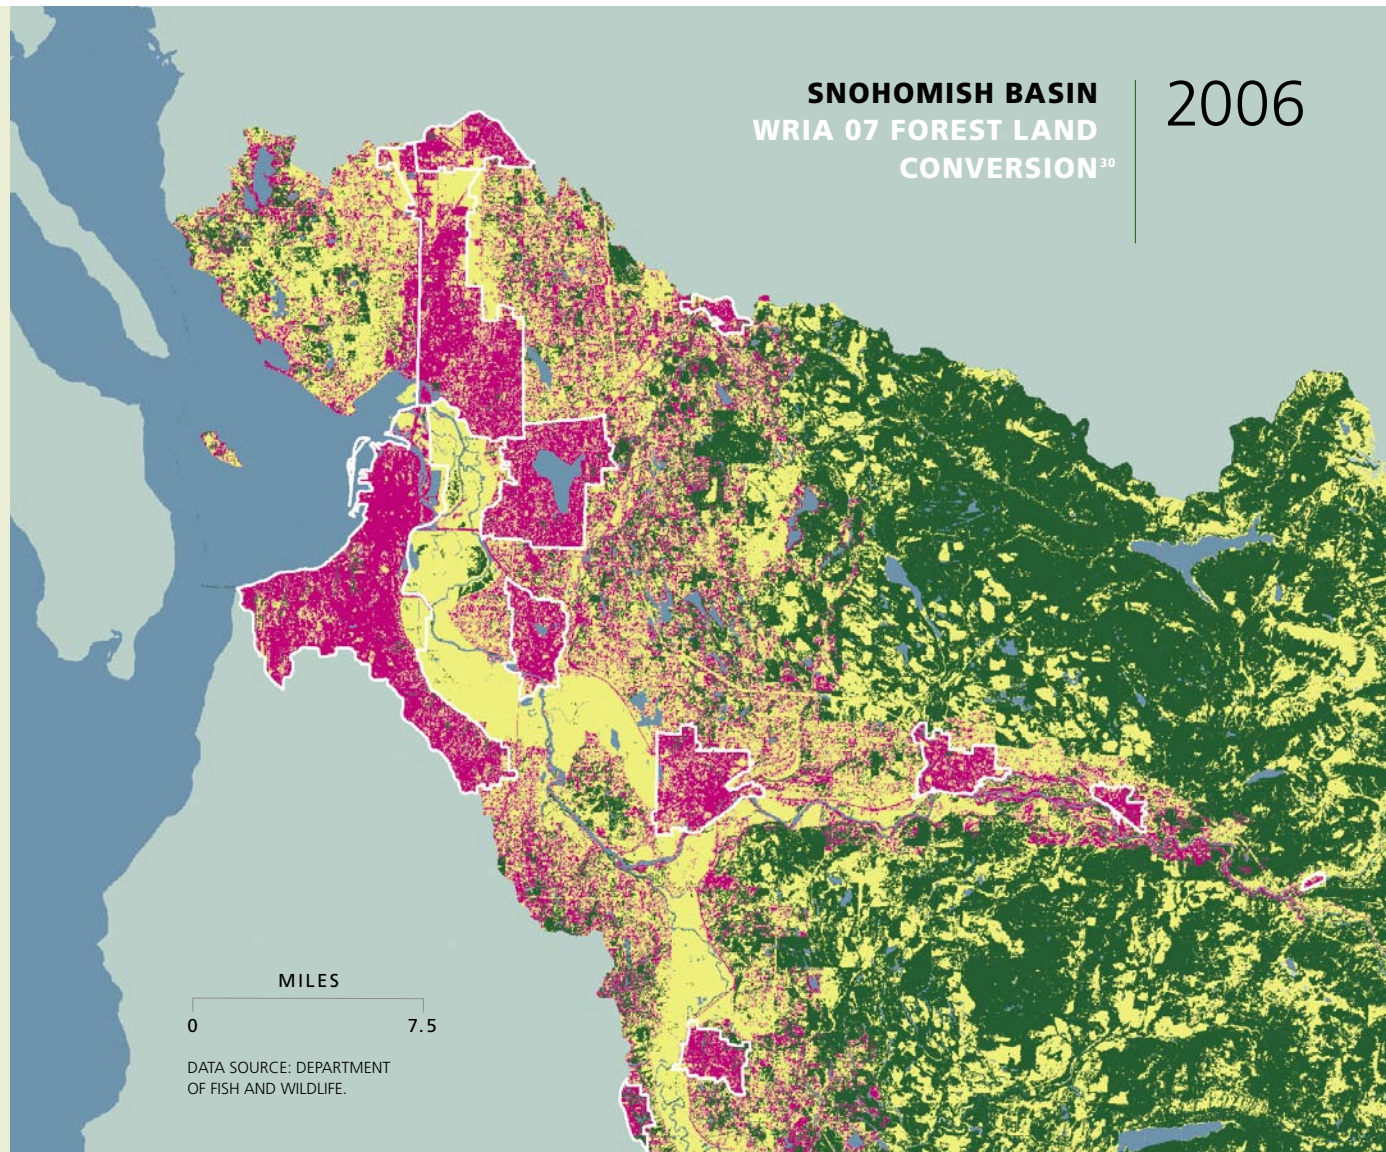 SNOHOMISH BASIN
WRIA 07 FOREST LAND
CONVERSION³⁰
2006
MILES
0 7.5
DATA SOURCE: DEPARTMENT
OF FISH AND WILDLIFE.